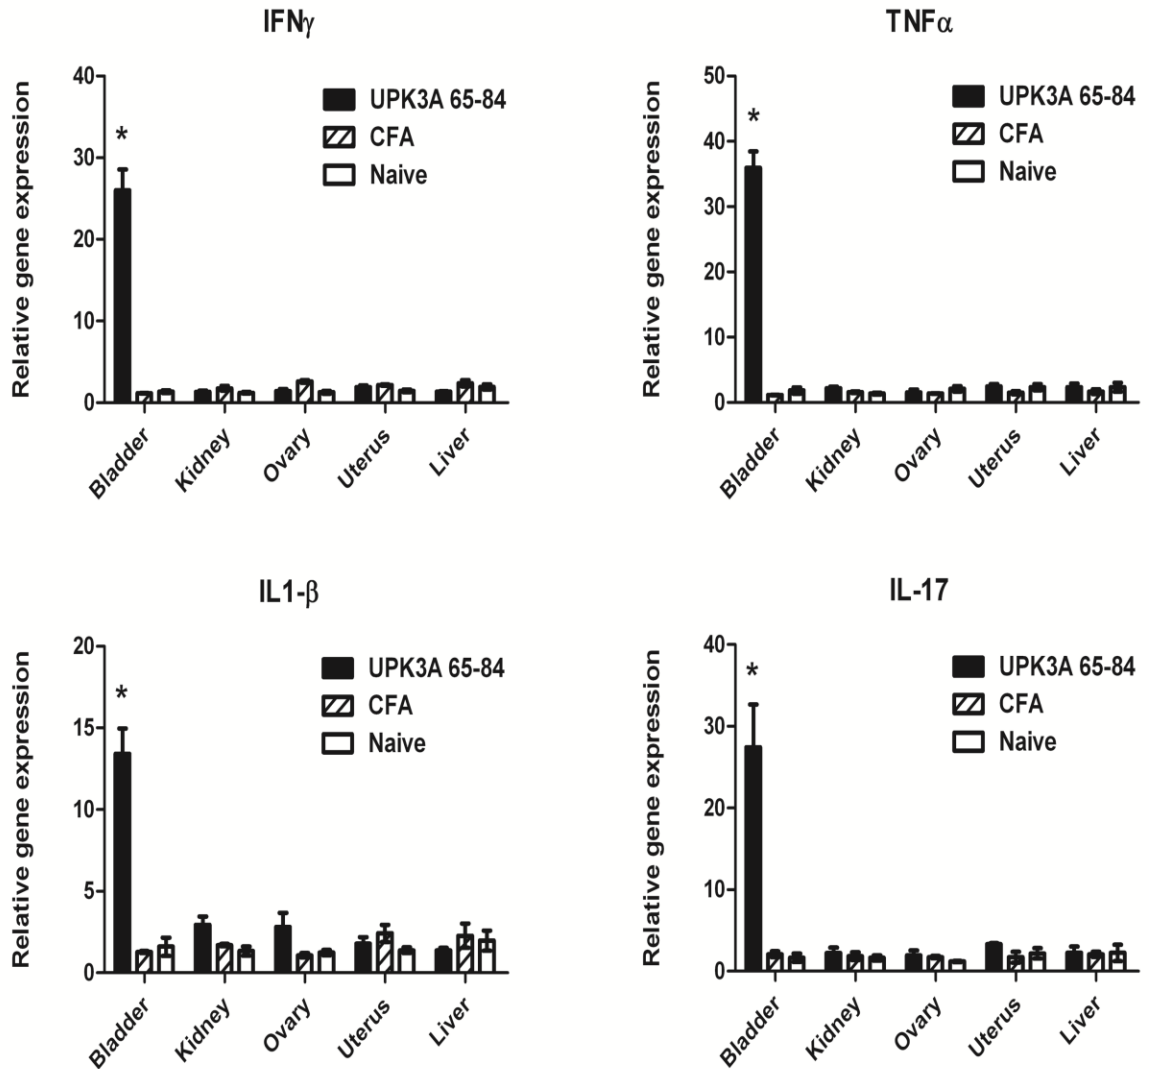 IFNγ
Relative gene expression
40
30
20
10
0
*
UPK3A 65-84
CFA
Naive
Bladder
Kidney
Ovary
Uterus
Liver
TNFα
Relative gene expression
50
40
30
20
10
0
*
UPK3A 65-84
CFA
Naive
Bladder
Kidney
Ovary
Uterus
Liver
IL1-β
Relative gene expression
20
15
10
5
0
*
UPK3A 65-84
CFA
Naive
Bladder
Kidney
Ovary
Uterus
Liver
IL-17
Relative gene expression
40
30
20
10
0
*
UPK3A 65-84
CFA
Naive
Bladder
Kidney
Ovary
Uterus
Liver